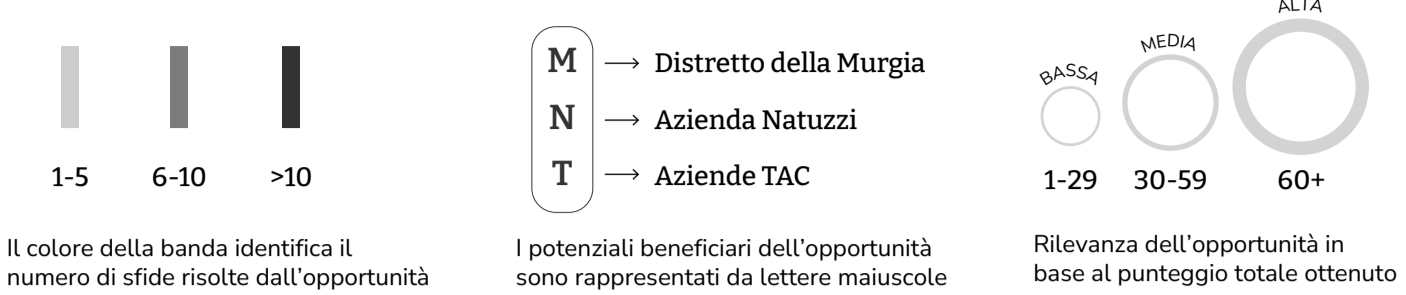 1-5
6-10
>10
Il colore della banda identifica il
numero di sfide risolte dall'opportunità
M → Distretto della Murgia
N → Azienda Natuzzi
T → Aziende TAC
I potenziali beneficiari dell'opportunità
sono rappresentati da lettere maiuscole
BASSA
MEDIA
ALTA
1-29
30-59
60+
Rilevanza dell'opportunità in
base al punteggio totale ottenuto